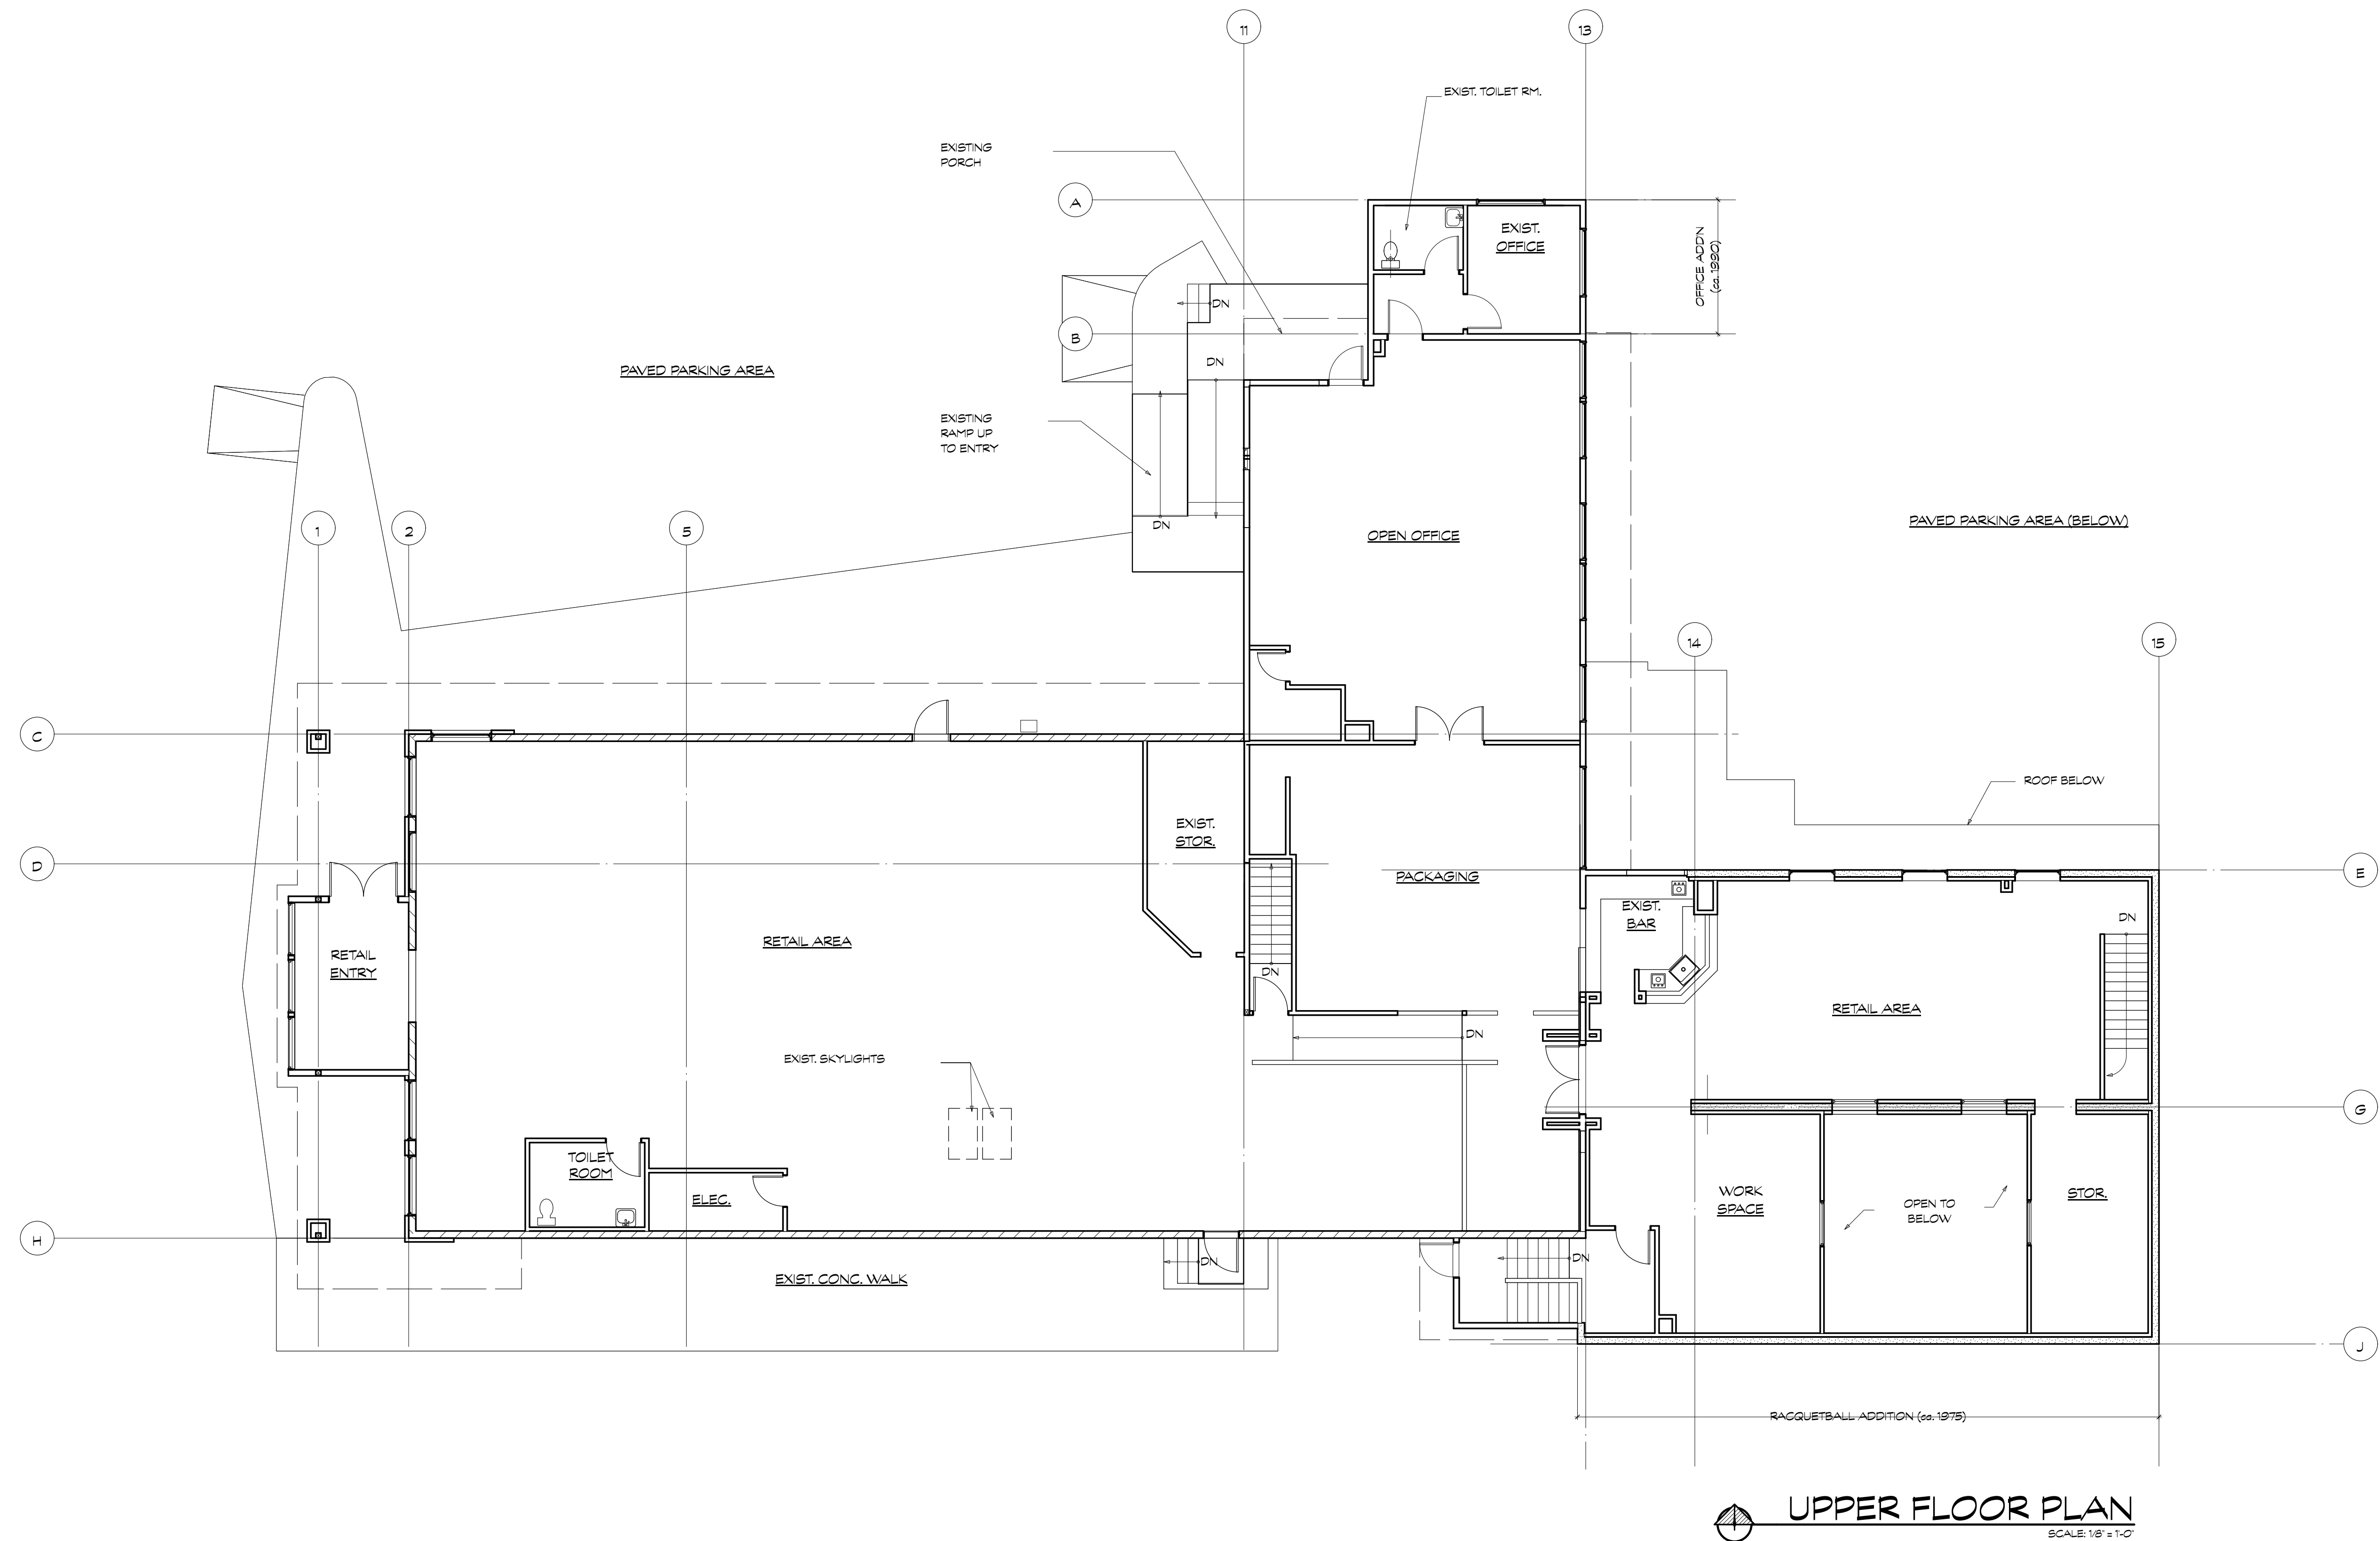 11
13
EXIST. TOILET RM.
EXISTING
PORCH
A
EXIST.
OFFICE
OFFICE ADDN
(ca. 1990)
DN
B
DN
PAVED PARKING AREA
EXISTING
RAMP UP
TO ENTRY
DN
1
2
5
OPEN OFFICE
PAVED PARKING AREA (BELOW)
14
15
C
ROOF BELOW
EXIST.
STOR.
D
PACKAGING
E
EXIST.
BAR
DN
RETAIL AREA
RETAIL
ENTRY
DN
RETAIL AREA
DN
EXIST. SKYLIGHTS
G
TOILET
ROOM
ELEC.
WORK
SPACE
OPEN TO
BELOW
STOR.
H
DN
DN
EXIST. CONC. WALK
J
RACQUETBALL ADDITION (ca. 1975)
UPPER FLOOR PLAN
SCALE: 1/8" = 1'-0"